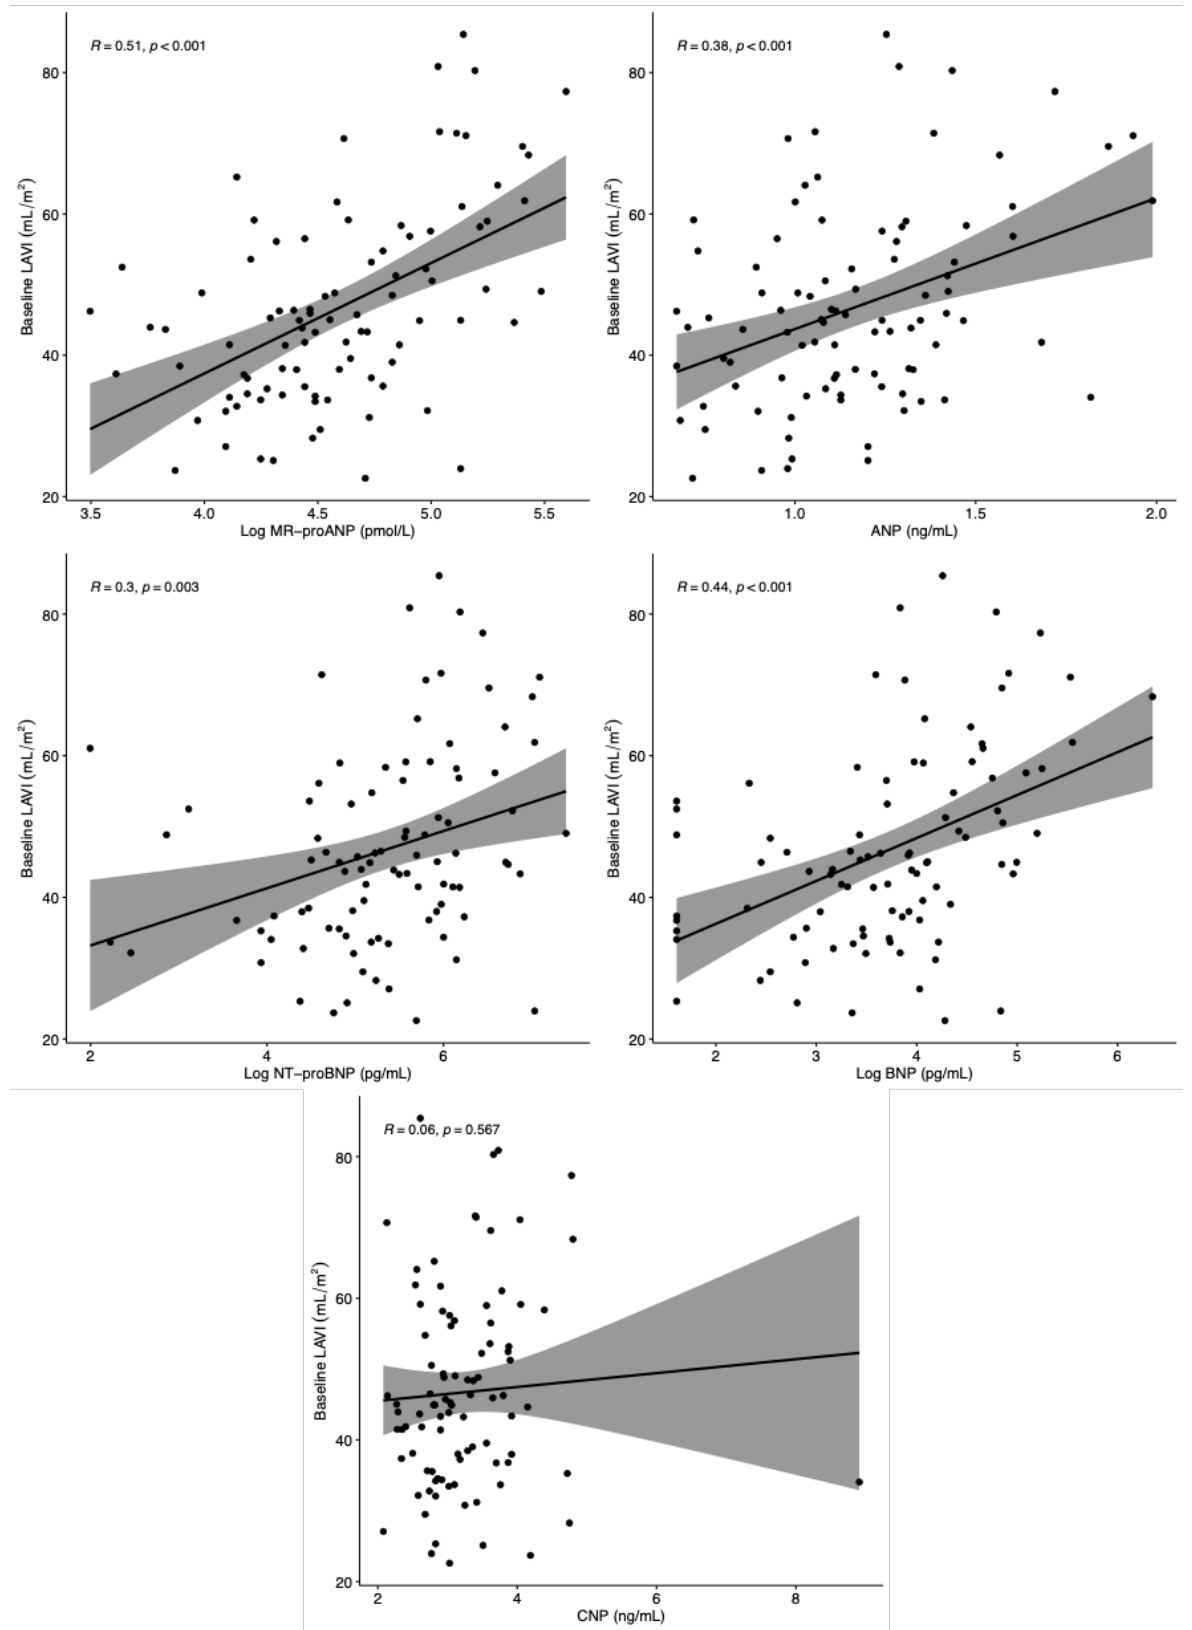 R = 0.51, p < 0.001
Baseline LAVI (mL/m²)
80
60
40
20
3.5 4.0 4.5 5.0 5.5
Log MR−proANP (pmol/L)
R = 0.38, p < 0.001
Baseline LAVI (mL/m²)
80
60
40
20
1.0 1.5 2.0
ANP (ng/mL)
R = 0.3, p = 0.003
Baseline LAVI (mL/m²)
80
60
40
20
2 4 6
Log NT−proBNP (pg/mL)
R = 0.44, p < 0.001
Baseline LAVI (mL/m²)
80
60
40
20
2 3 4 5 6
Log BNP (pg/mL)
R = 0.06, p = 0.567
Baseline LAVI (mL/m²)
80
60
40
20
2 4 6 8
CNP (ng/mL)